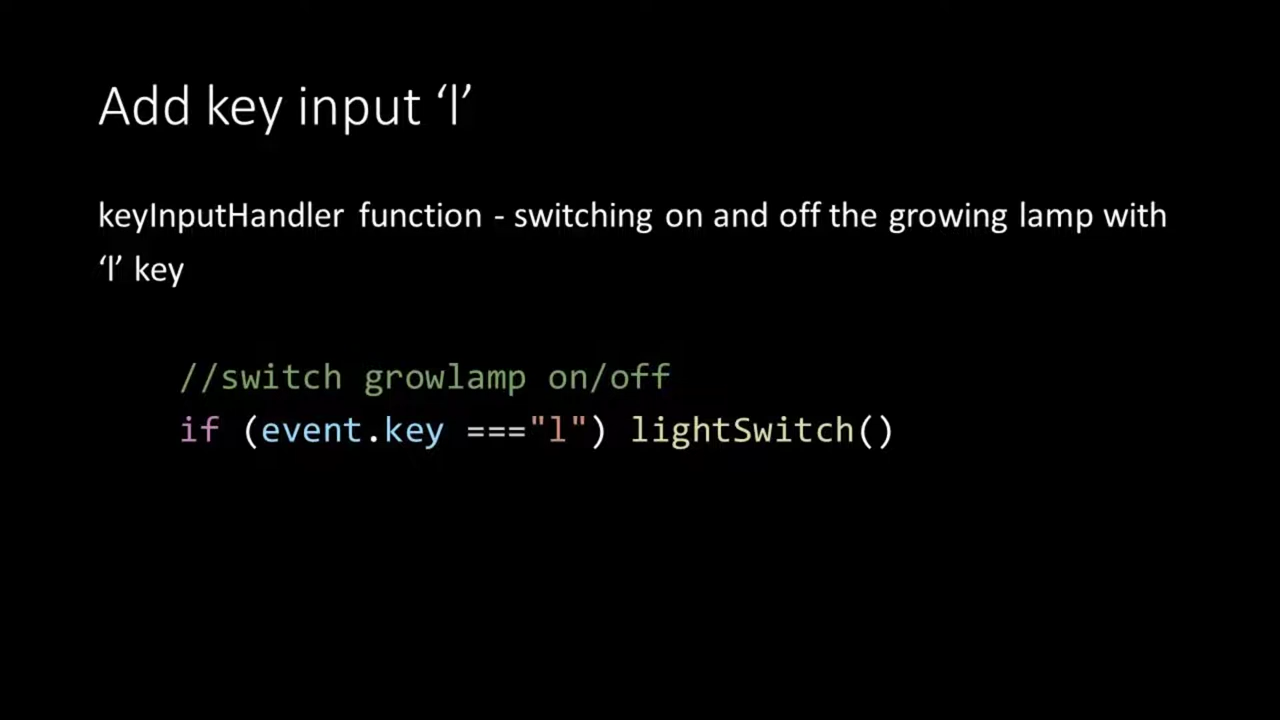 Add key input ‘l’
keyInputHandler function - switching on and off the growing lamp with
‘l’ key
//switch growlamp on/off
if (event.key ==="l") lightSwitch()